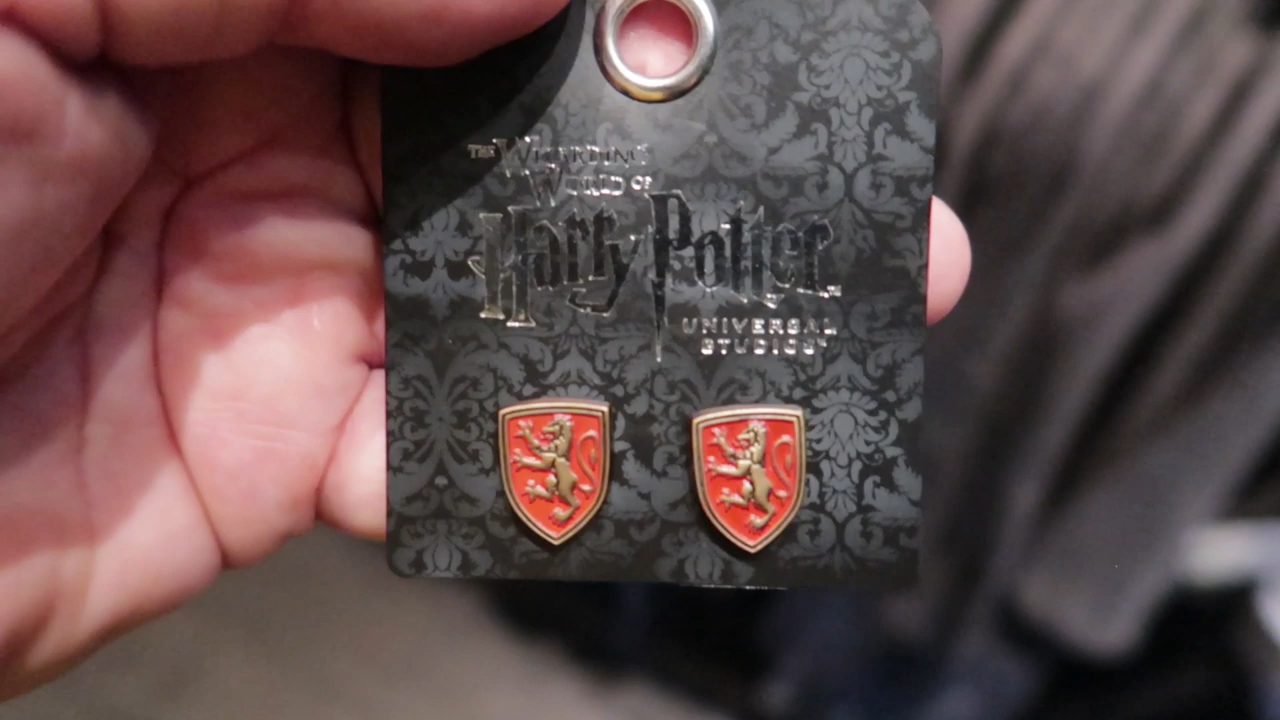 THE WIZARDING
WORLD OF
Harry Potter
UNIVERSAL
STUDIOS